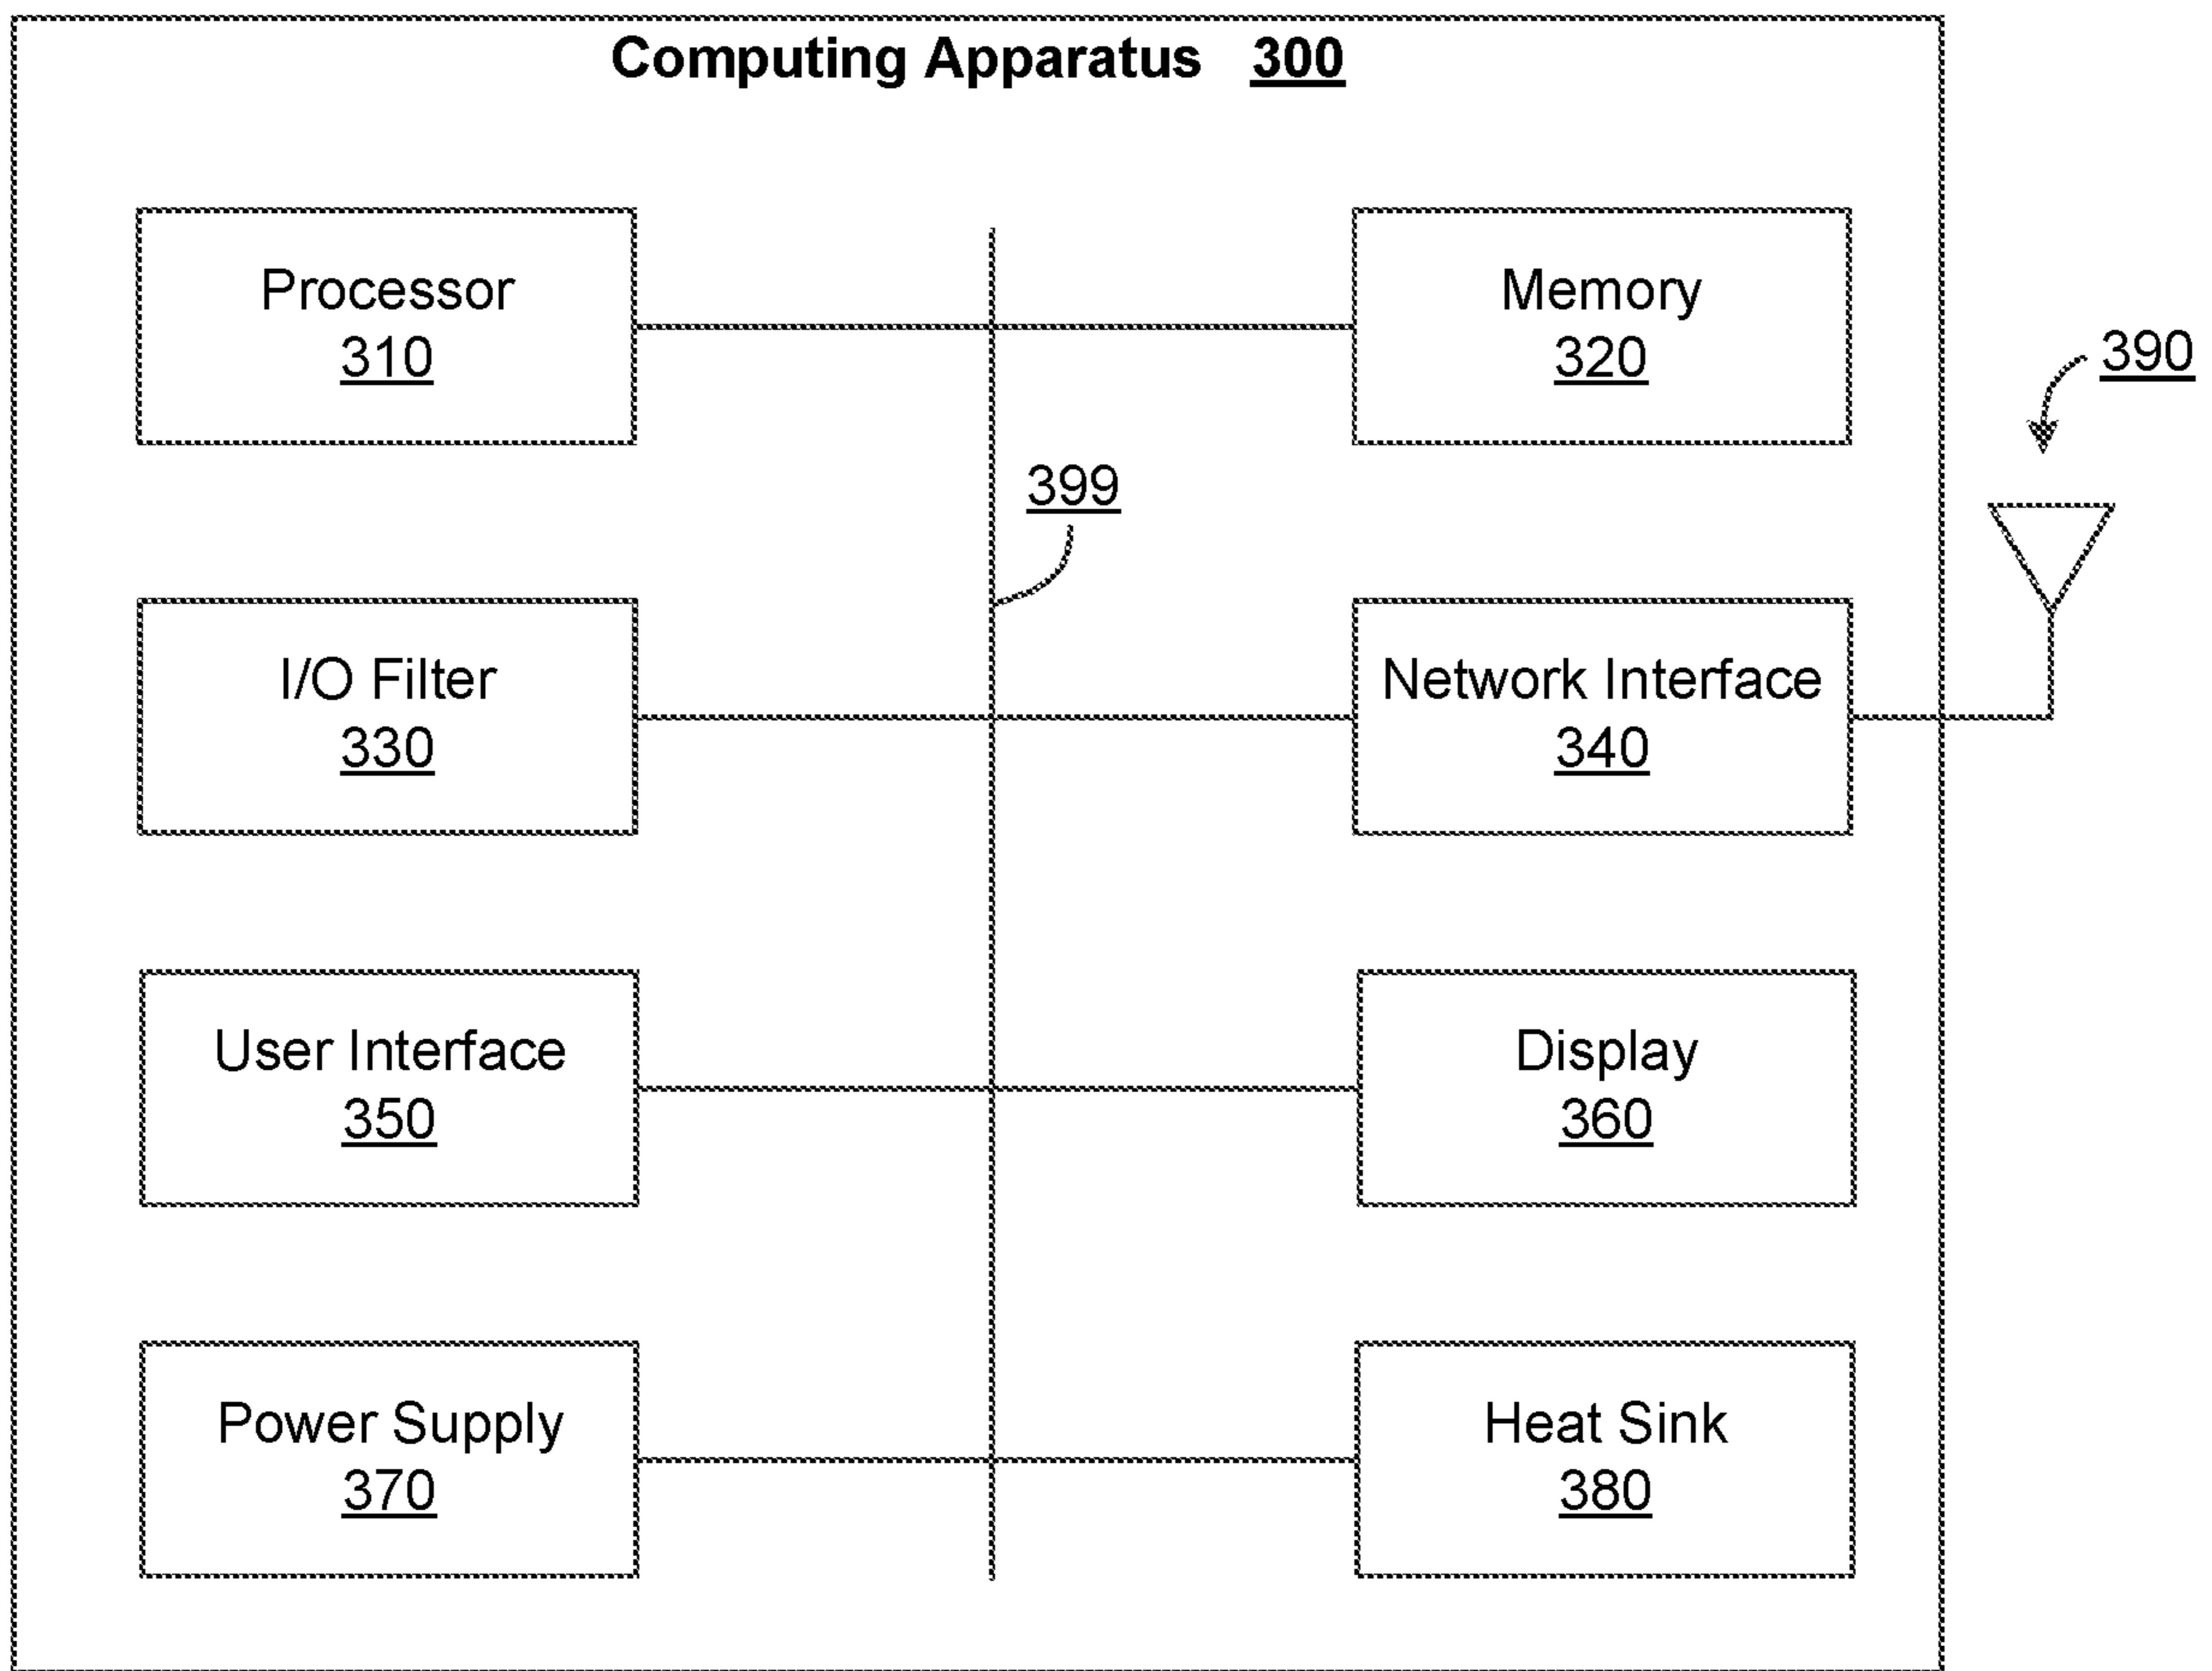 Computing Apparatus 300
Processor
310
Memory
320
390
399
I/O Filter
330
Network Interface
340
User Interface
350
Display
360
Power Supply
370
Heat Sink
380